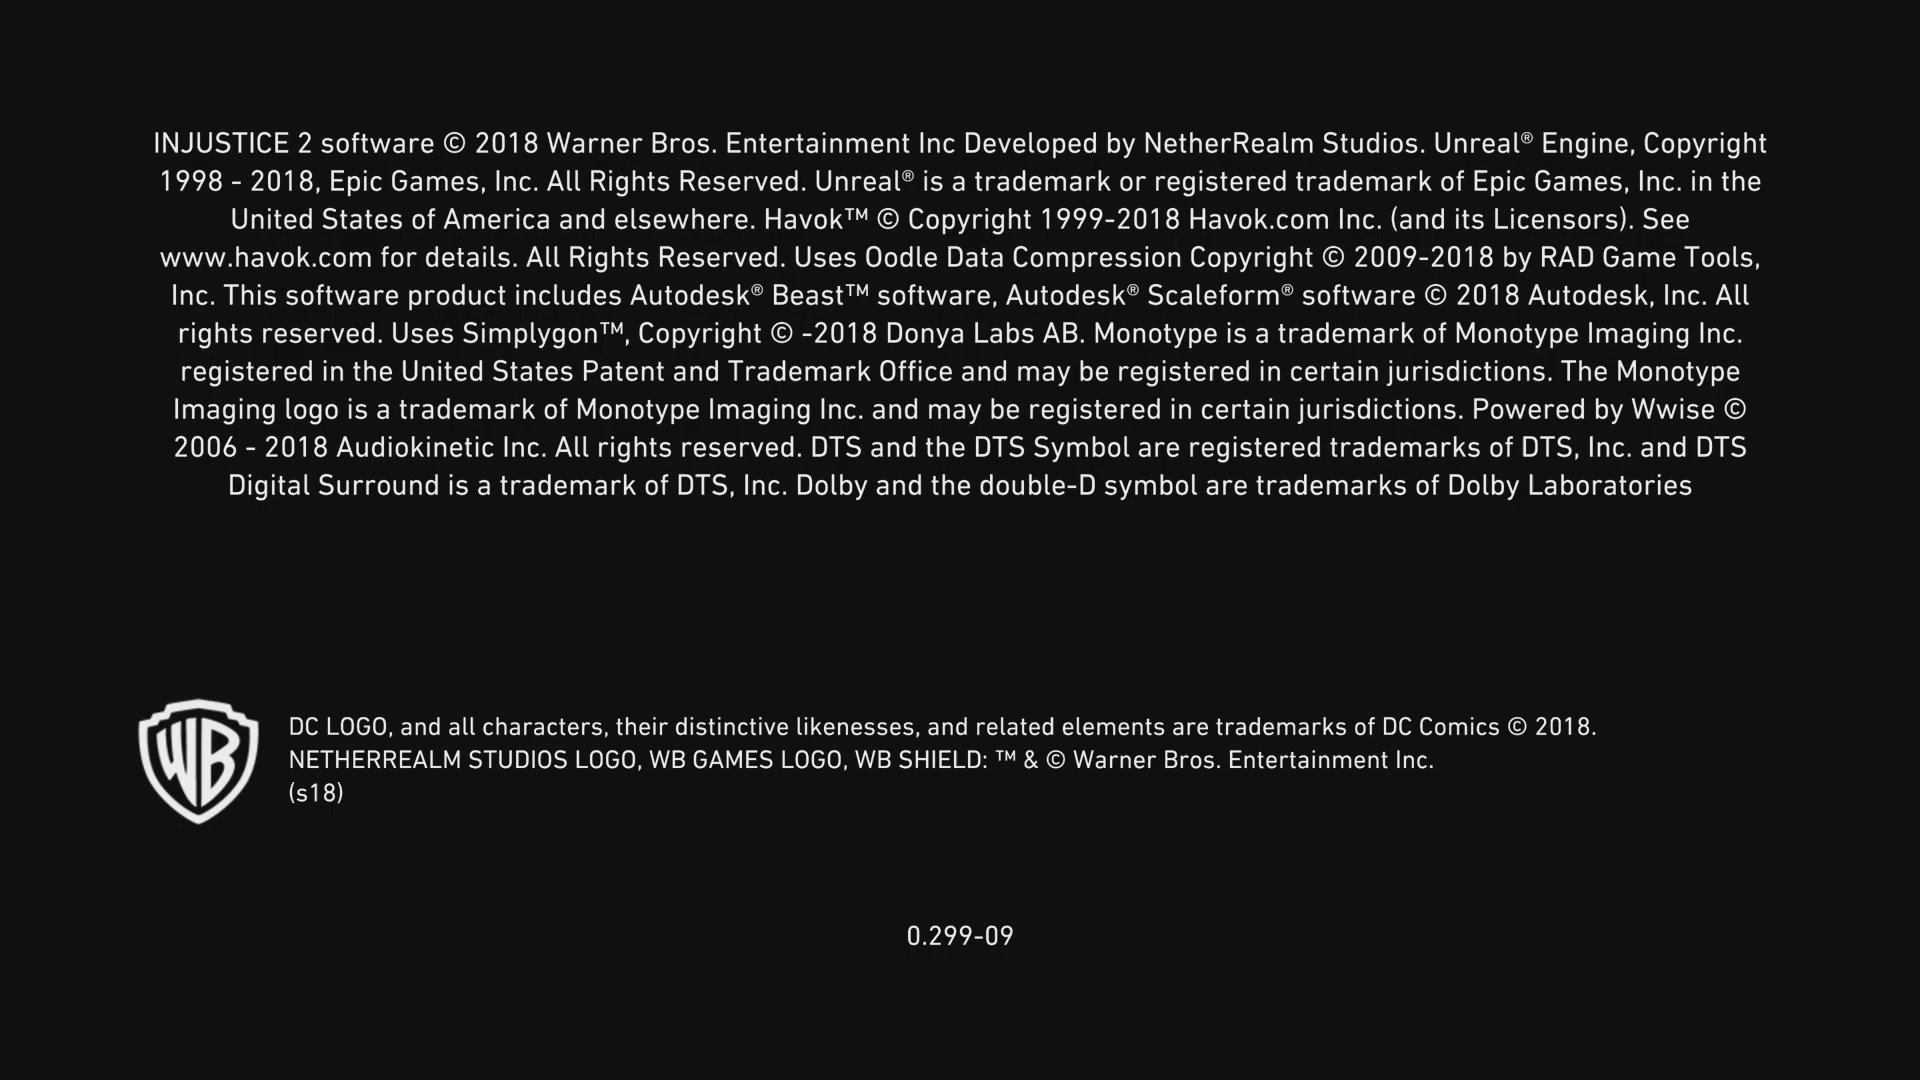 INJUSTICE 2 software © 2018 Warner Bros. Entertainment Inc Developed by NetherRealm Studios. Unreal® Engine, Copyright
1998 - 2018, Epic Games, Inc. All Rights Reserved. Unreal® is a trademark or registered trademark of Epic Games, Inc. in the
United States of America and elsewhere. Havok™ © Copyright 1999-2018 Havok.com Inc. (and its Licensors). See
www.havok.com for details. All Rights Reserved. Uses Oodle Data Compression Copyright © 2009-2018 by RAD Game Tools,
Inc. This software product includes Autodesk® Beast™ software, Autodesk® Scaleform® software © 2018 Autodesk, Inc. All
rights reserved. Uses Simplygon™, Copyright © -2018 Donya Labs AB. Monotype is a trademark of Monotype Imaging Inc.
registered in the United States Patent and Trademark Office and may be registered in certain jurisdictions. The Monotype
Imaging logo is a trademark of Monotype Imaging Inc. and may be registered in certain jurisdictions. Powered by Wwise ©
2006 - 2018 Audiokinetic Inc. All rights reserved. DTS and the DTS Symbol are registered trademarks of DTS, Inc. and DTS
Digital Surround is a trademark of DTS, Inc. Dolby and the double-D symbol are trademarks of Dolby Laboratories
WB
DC LOGO, and all characters, their distinctive likenesses, and related elements are trademarks of DC Comics © 2018.
NETHERREALM STUDIOS LOGO, WB GAMES LOGO, WB SHIELD: ™ & © Warner Bros. Entertainment Inc.
(s18)
0.299-09